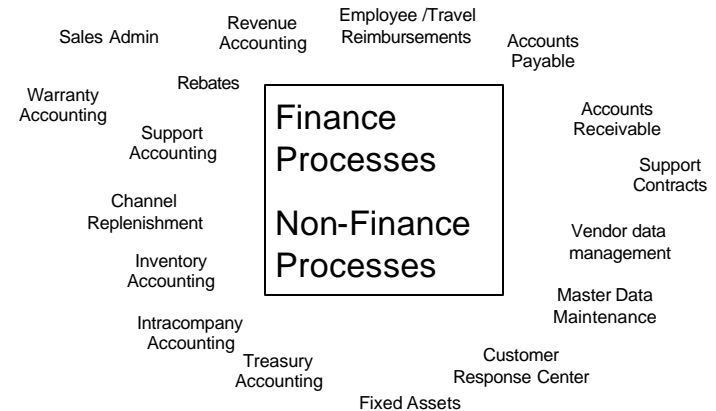 Employee /Travel
Reimbursements
Revenue
Accounting
Sales Admin
Accounts
Payable
Rebates
Warranty
Accounting
Finance
Processes
Non-Finance
Processes
Accounts
Receivable
Support
Accounting
Support
Contracts
Channel
Replenishment
Vendor data
management
Inventory
Accounting
Master Data
Maintenance
Intracompany
Accounting
Treasury
Accounting
Customer
Response Center
Fixed Assets